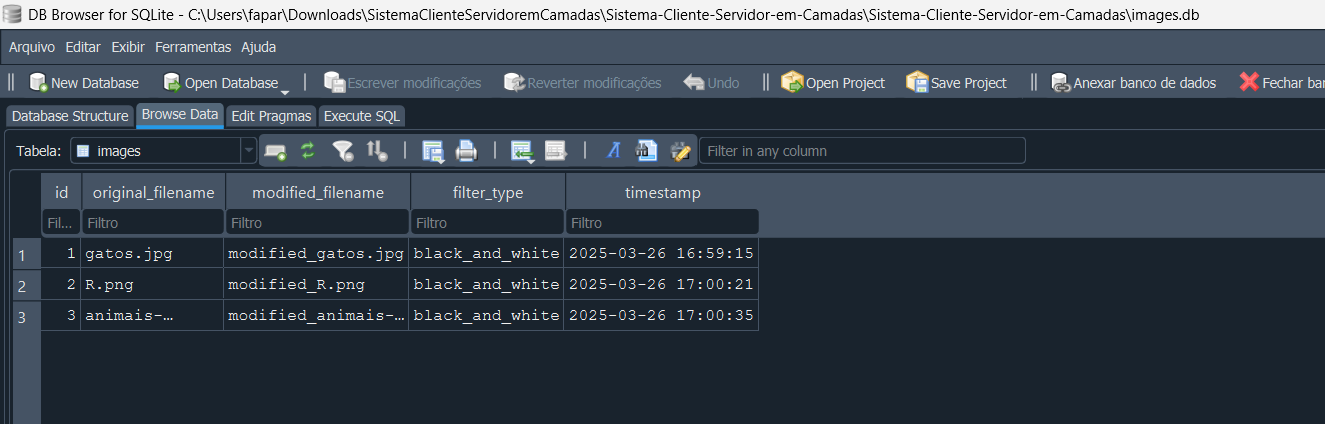 DB Browser for SQLite - C:\Users\fapar\Downloads\SistemaClienteServidoremCamadas\Sistema-Cliente-Servidor-em-Camadas\Sistema-Cliente-Servidor-em-Camadas\images.db
Arquivo Editar Exibir Ferramentas Ajuda
New Database Open Database Escrever modificações Reverter modificações Undo Open Project Save Project Anexar banco de dados Fechar bar
Database Structure Browse Data Edit Pragmas Execute SQL
Tabela: images Filter in any column
id original_filename modified_filename filter_type timestamp
Fil... Filtro Filtro Filtro Filtro
1 1 gatos.jpg modified_gatos.jpg black_and_white 2025-03-26 16:59:15
2 2 R.png modified_R.png black_and_white 2025-03-26 17:00:21
3 3 animais-… modified_animais-… black_and_white 2025-03-26 17:00:35